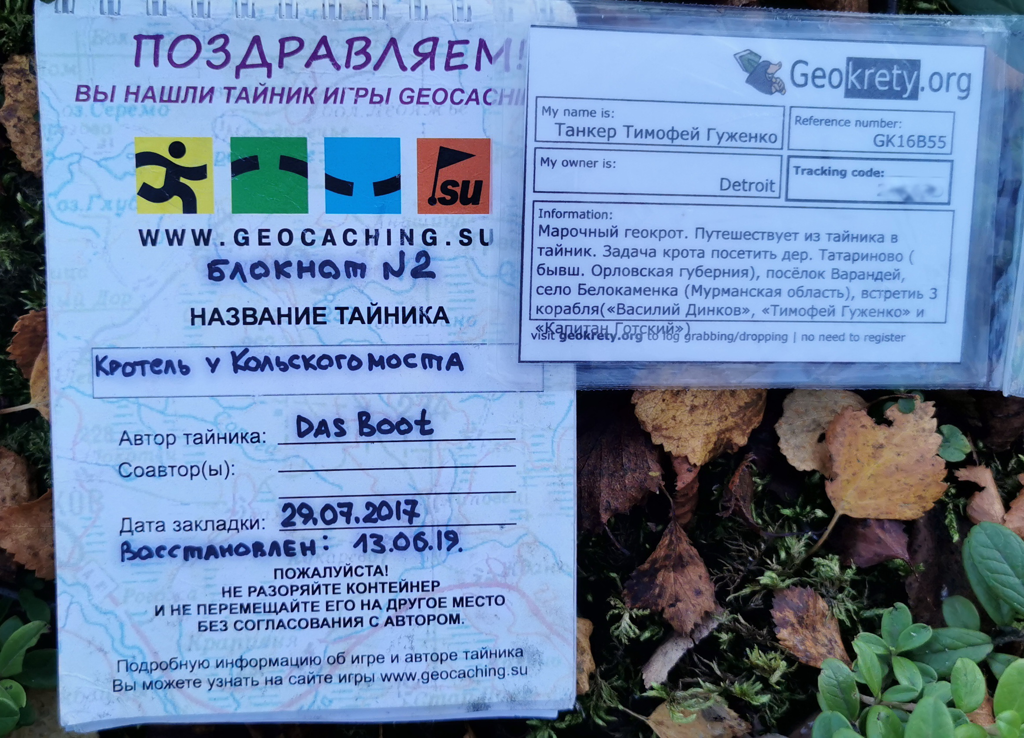 ПОЗДРАВЛЯЕМ!
ВЫ НАШЛИ ТАЙНИК ИГРЫ GEOCACHI
.su
WWW.GEOCACHING.SU
БЛОКНОТ N2
НАЗВАНИЕ ТАЙНИКА
КРОТЕЛЬ У КОЛЬСКОГО МОСТА
Автор тайника: DAS BOOT
Соавтор(ы):
Дата закладки: 29.07.2017
ВОССТАНОВЛЕН: 13.06.19.
ПОЖАЛУЙСТА!
НЕ РАЗОРЯЙТЕ КОНТЕЙНЕР
И НЕ ПЕРЕМЕЩАЙТЕ ЕГО НА ДРУГОЕ МЕСТО
БЕЗ СОГЛАСОВАНИЯ С АВТОРОМ.
Подробную информацию об игре и авторе тайника
Вы можете узнать на сайте игры www.geocaching.su
Geokrety.org
My name is:
Танкер Тимофей Гуженко
Reference number:
GK16B55
My owner is:
Detroit
Tracking code:
Information:
Марочный геокрот. Путешествует из тайника в
тайник. Задача крота посетить дер. Татариново (
бывш. Орловская губерния), посёлок Варандей,
село Белокаменка (Мурманская область), встретиь 3
корабля(«Василий Динков», «Тимофей Гуженко» и
«Капитан Готский»)
visit geokrety.org to log grabbing/dropping | no need to register